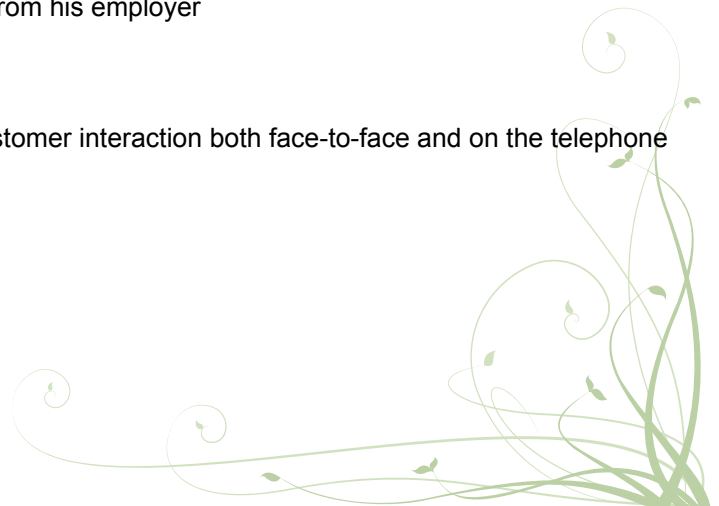 rom his employer
stomer interaction both face-to-face and on the telephone